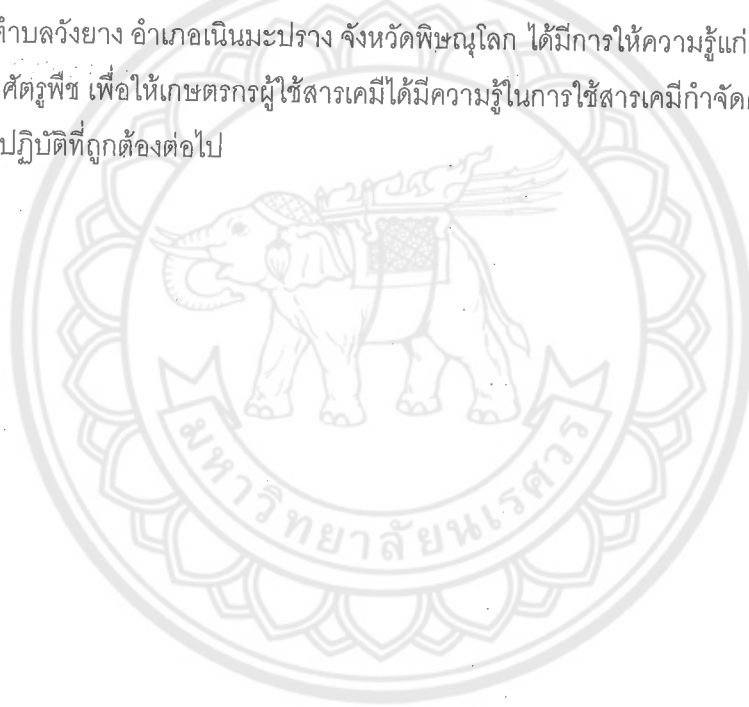 ตำบลวังยาง อำเภอเนินมะปราง จังหวัดพิษณุโลก ได้มีการให้ความรู้แก่
ศัตรูพืช เพื่อให้เกษตรกรผู้ใช้สารเคมีได้มีความรู้ในการใช้สารเคมีกำจัด
ปฏิบัติที่ถูกต้องต่อไป
มหาวิทยาลัยนเรศวร